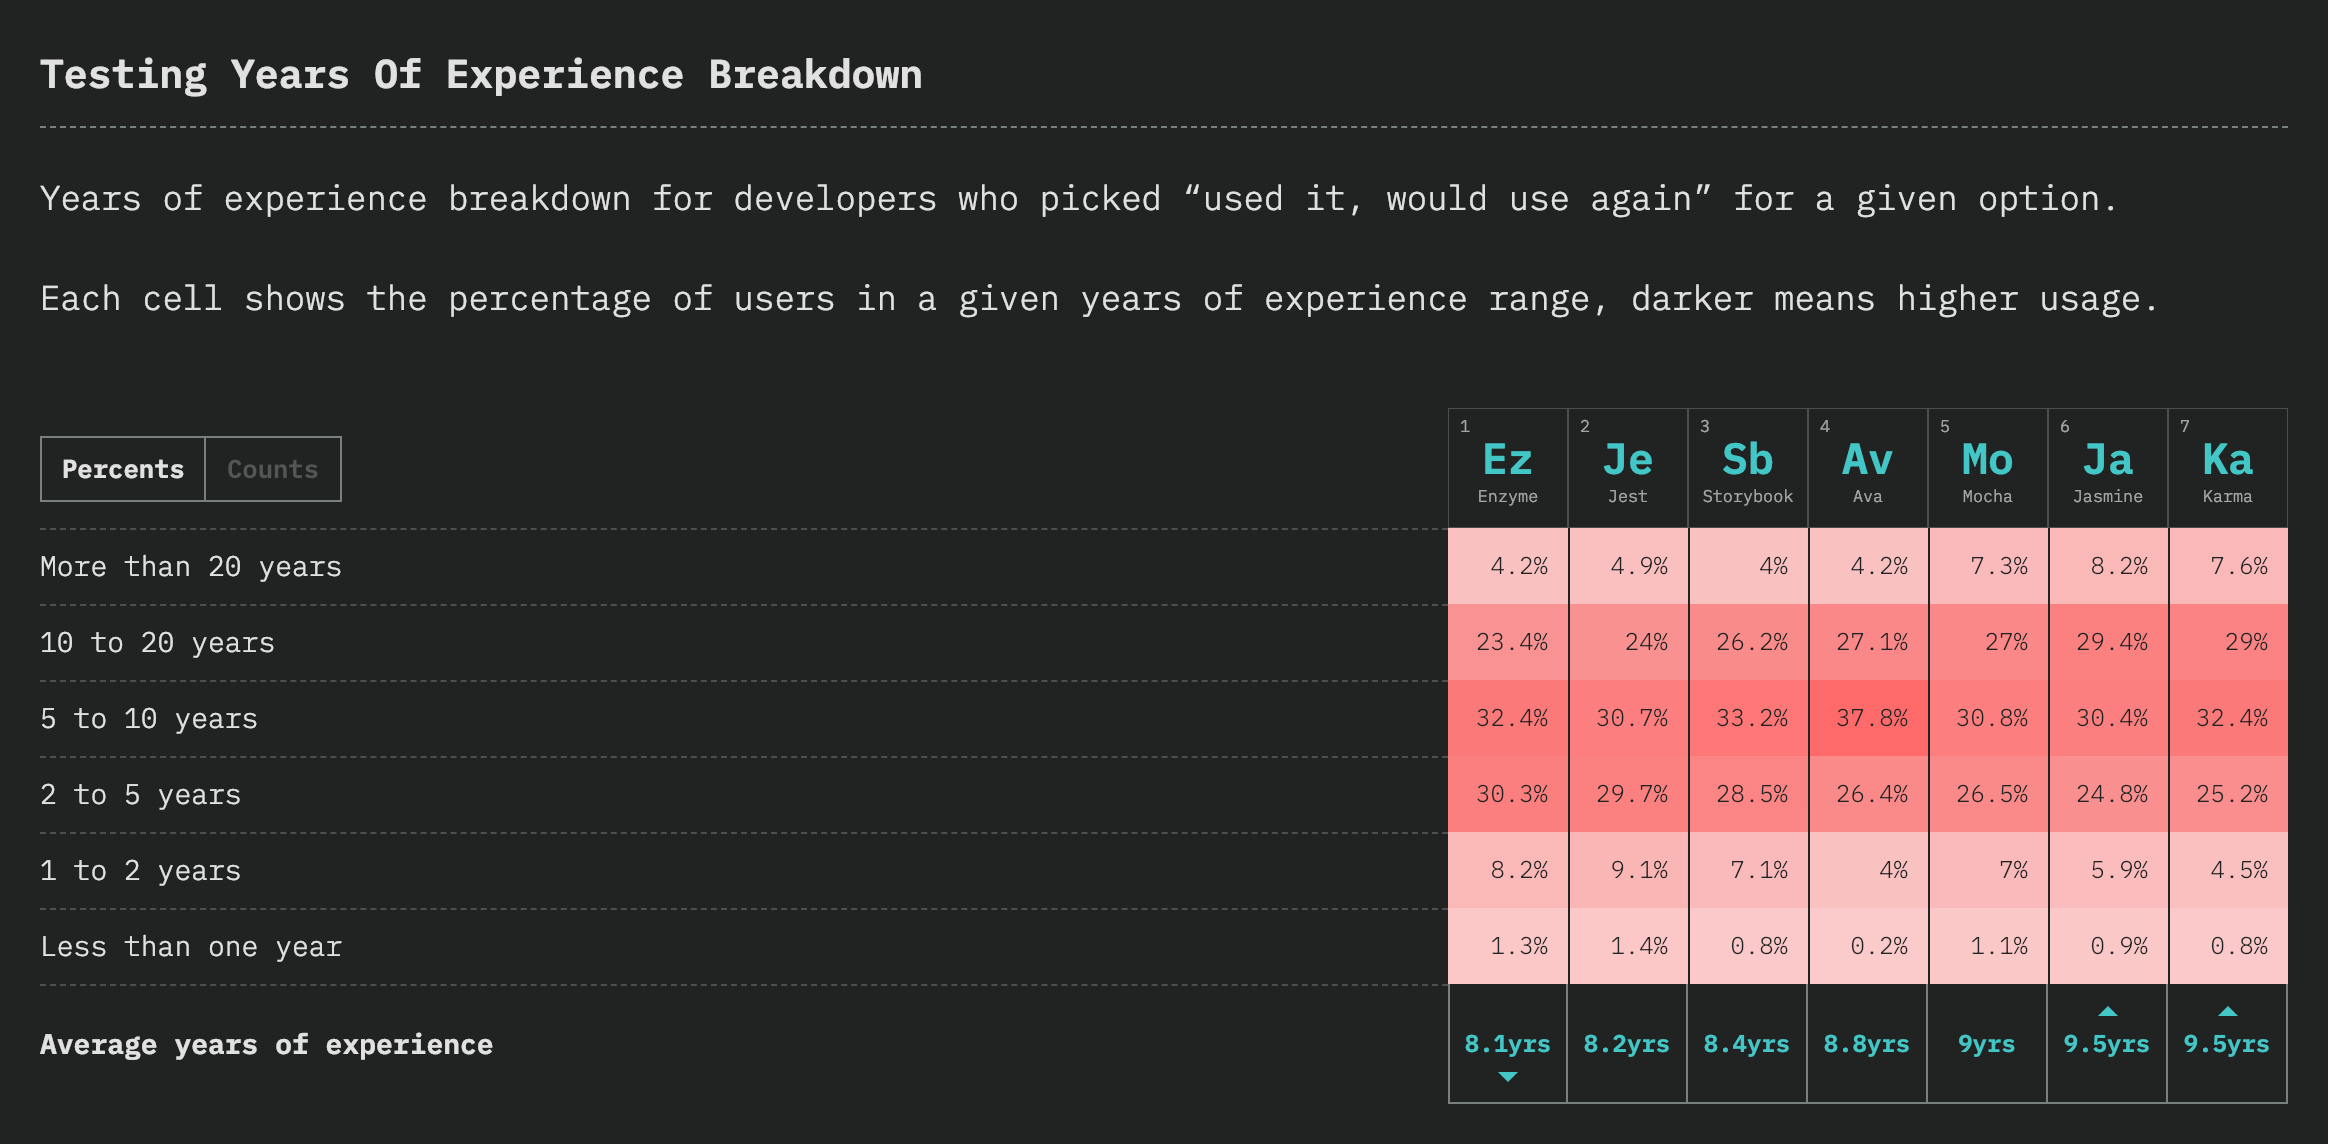 Testing Years Of Experience Breakdown
Years of experience breakdown for developers who picked “used it, would use again” for a given option.
Each cell shows the percentage of users in a given years of experience range, darker means higher usage.
Percents Counts
1 2 3 4 5 6 7
Ez Je Sb Av Mo Ja Ka
Enzyme Jest Storybook Ava Mocha Jasmine Karma
More than 20 years 4.2% 4.9% 4% 4.2% 7.3% 8.2% 7.6%
10 to 20 years 23.4% 24% 26.2% 27.1% 27% 29.4% 29%
5 to 10 years 32.4% 30.7% 33.2% 37.8% 30.8% 30.4% 32.4%
2 to 5 years 30.3% 29.7% 28.5% 26.4% 26.5% 24.8% 25.2%
1 to 2 years 8.2% 9.1% 7.1% 4% 7% 5.9% 4.5%
Less than one year 1.3% 1.4% 0.8% 0.2% 1.1% 0.9% 0.8%
Average years of experience 8.1yrs 8.2yrs 8.4yrs 8.8yrs 9yrs 9.5yrs 9.5yrs